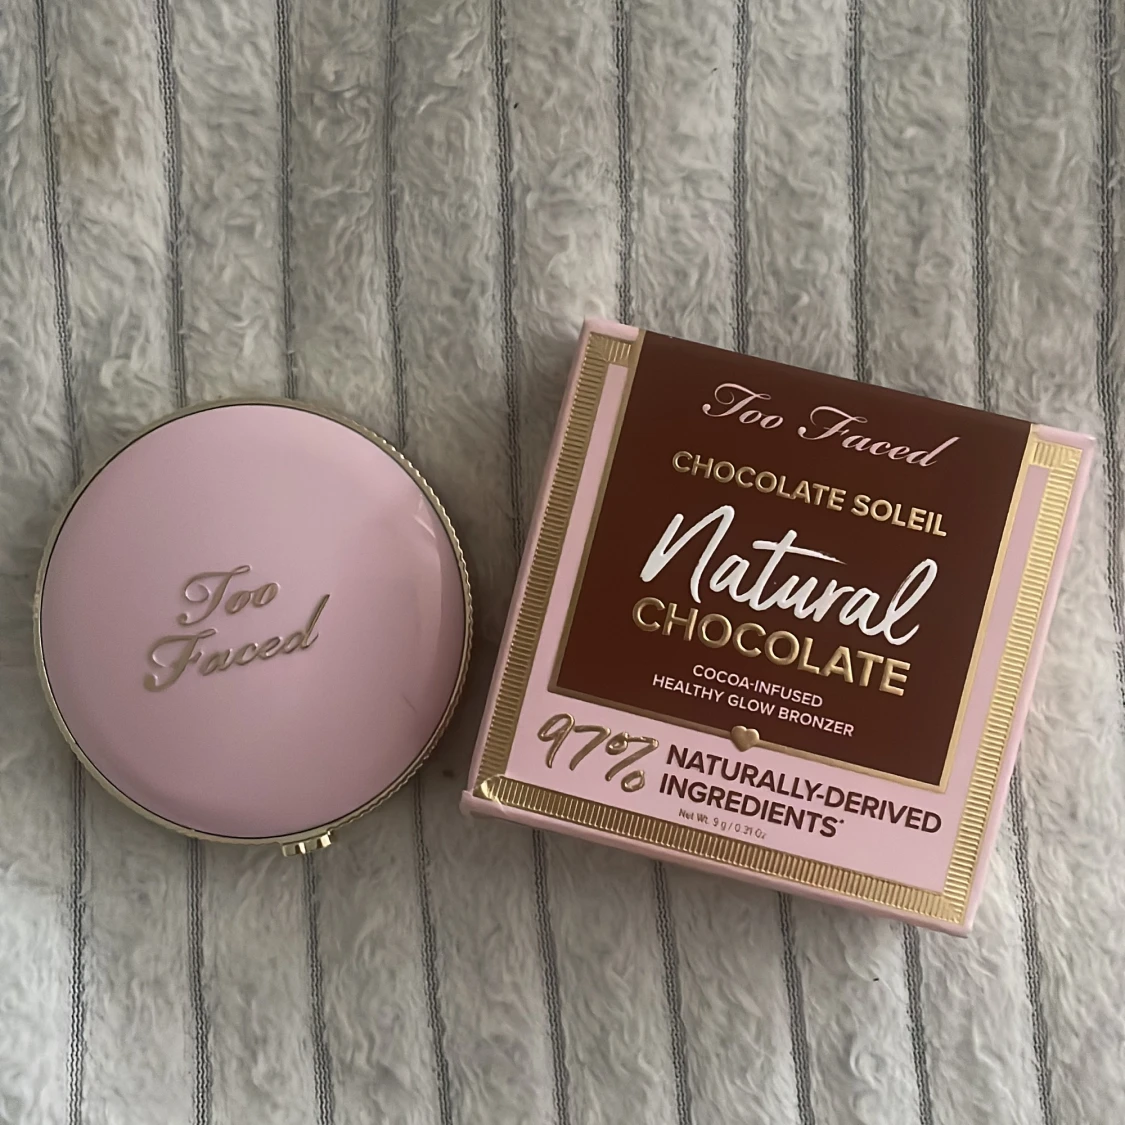 Too
Faced
Too Faced
CHOCOLATE SOLEIL
Natural
CHOCOLATE
COCOA-INFUSED
HEALTHY GLOW BRONZER
97% NATURALLY-DERIVED
INGREDIENTS*
Net Wt. 9 g / 0.31 Oz